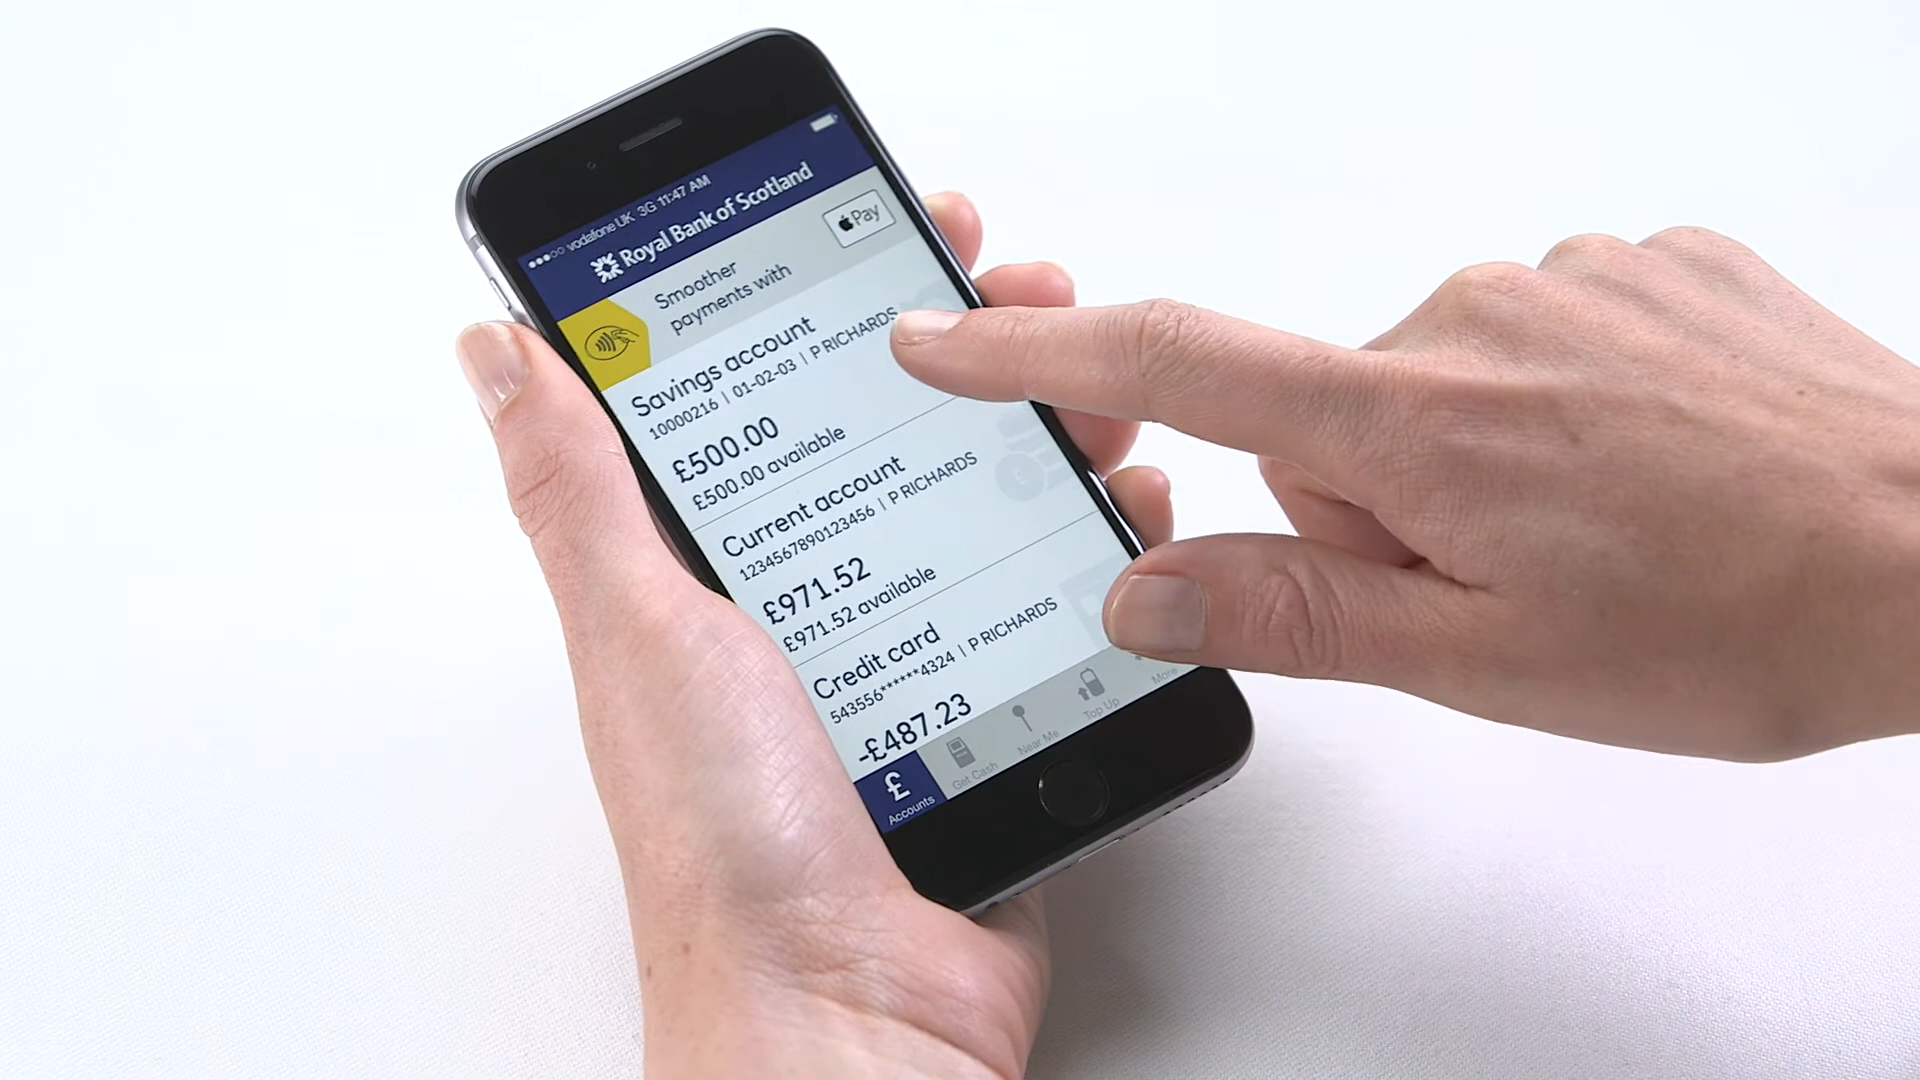 ●●●○○ vodafone UK 3G 11:47 AM
Royal Bank of Scotland
Smoother
payments with
Pay
Savings account
10000216 | 01-02-03 | P RICHARDS
£500.00
£500.00 available
Current account
1234567890123456 | P RICHARDS
£971.52
£971.52 available
Credit card
543556******4324 | P RICHARDS
-£487.23
£
Accounts
Get Cash
Near Me
Top Up
More